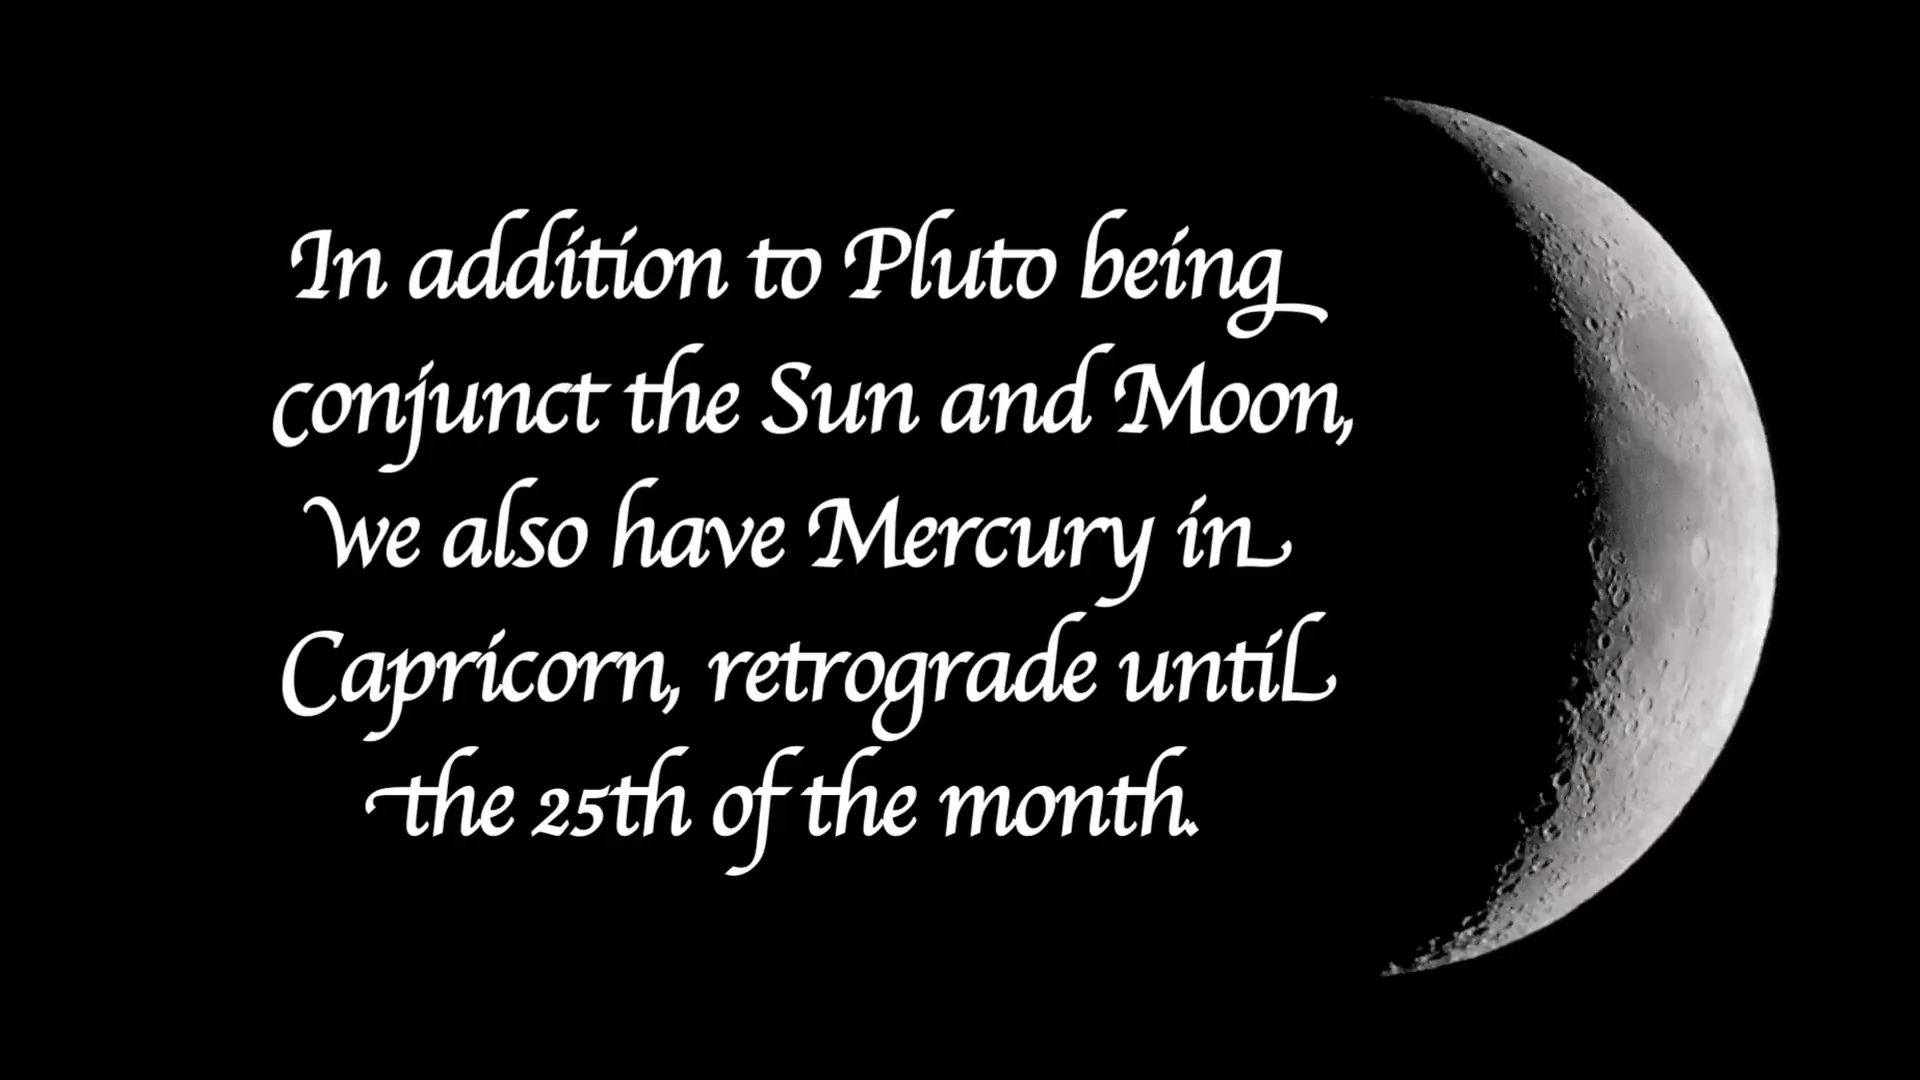 In addition to Pluto being
conjunct the Sun and Moon,
We also have Mercury in
Capricorn, retrograde until
the 25th of the month.